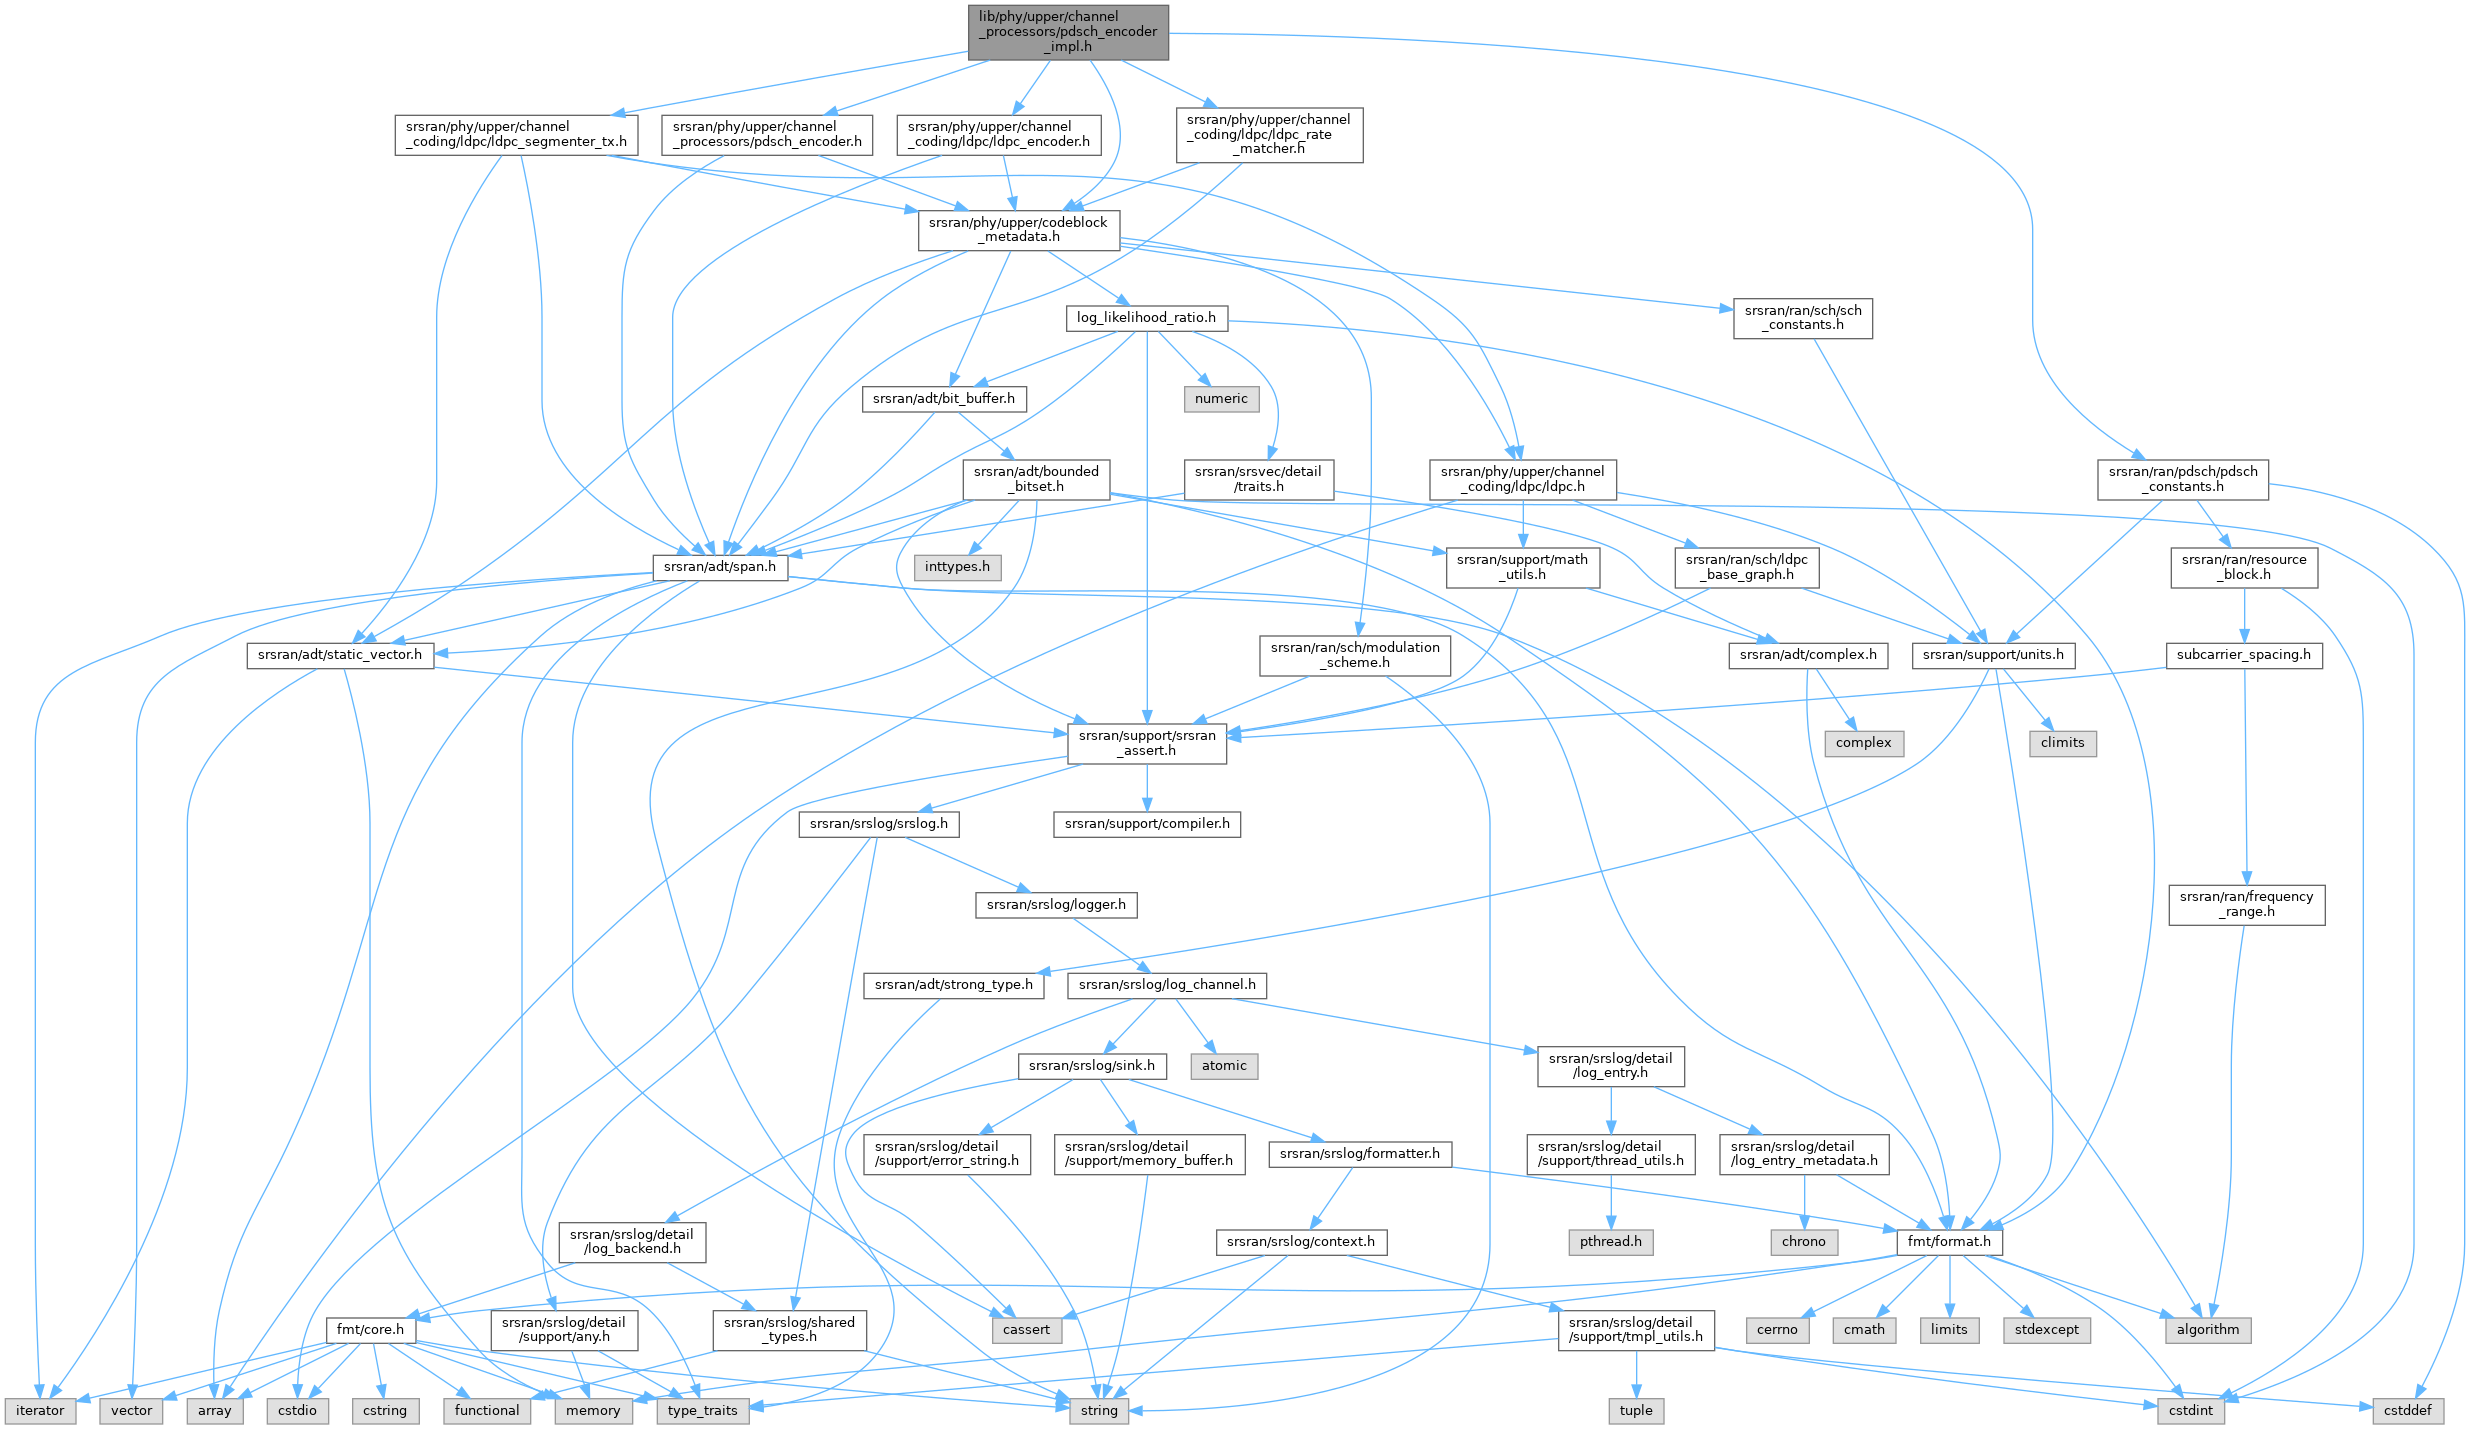 lib/phy/upper/channel
_processors/pdsch_encoder
_impl.h
srsran/phy/upper/channel
_coding/ldpc/ldpc_segmenter_tx.h
srsran/phy/upper/channel
_processors/pdsch_encoder.h
srsran/phy/upper/channel
_coding/ldpc/ldpc_encoder.h
srsran/phy/upper/channel
_coding/ldpc/ldpc_rate
_matcher.h
srsran/phy/upper/codeblock
_metadata.h
log_likelihood_ratio.h
srsran/ran/sch/sch
_constants.h
srsran/adt/bit_buffer.h
numeric
srsran/adt/bounded
_bitset.h
srsran/srsvec/detail
/traits.h
srsran/phy/upper/channel
_coding/ldpc/ldpc.h
srsran/ran/pdsch/pdsch
_constants.h
srsran/adt/span.h
inttypes.h
srsran/support/math
_utils.h
srsran/ran/sch/ldpc
_base_graph.h
srsran/ran/resource
_block.h
srsran/adt/static_vector.h
srsran/ran/sch/modulation
_scheme.h
srsran/adt/complex.h
srsran/support/units.h
subcarrier_spacing.h
srsran/support/srsran
_assert.h
complex
climits
srsran/srslog/srslog.h
srsran/support/compiler.h
srsran/srslog/logger.h
srsran/ran/frequency
_range.h
srsran/adt/strong_type.h
srsran/srslog/log_channel.h
srsran/srslog/sink.h
atomic
srsran/srslog/detail
/log_entry.h
srsran/srslog/detail
/support/error_string.h
srsran/srslog/detail
/support/memory_buffer.h
srsran/srslog/formatter.h
srsran/srslog/detail
/support/thread_utils.h
srsran/srslog/detail
/log_entry_metadata.h
srsran/srslog/detail
/log_backend.h
srsran/srslog/context.h
pthread.h
chrono
fmt/format.h
fmt/core.h
srsran/srslog/detail
/support/any.h
srsran/srslog/shared
_types.h
cassert
srsran/srslog/detail
/support/tmpl_utils.h
cerrno
cmath
limits
stdexcept
algorithm
iterator
vector
array
cstdio
cstring
functional
memory
type_traits
string
tuple
cstdint
cstddef